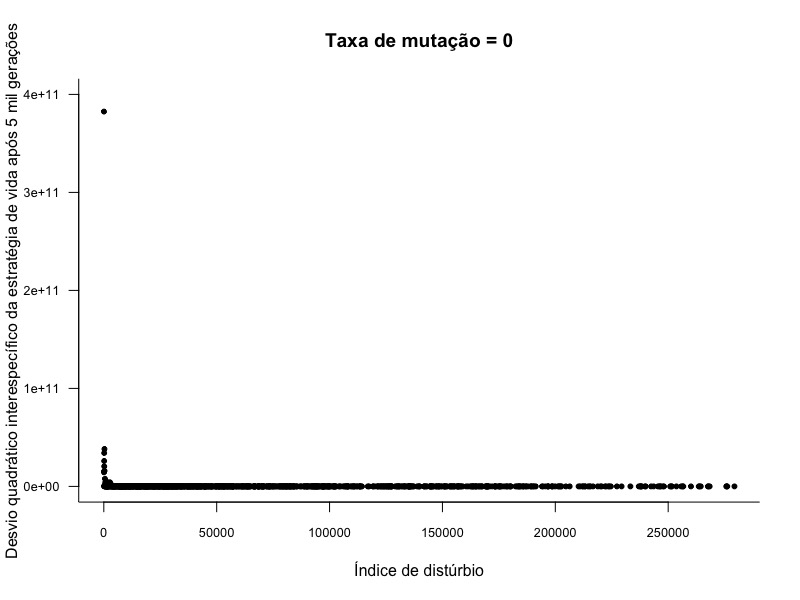 Taxa de mutação = 0
Desvio quadrático interespecífico da estratégia de vida após 5 mil gerações
4e+11
3e+11
2e+11
1e+11
0e+00
0 50000 100000 150000 200000 250000
Índice de distúrbio